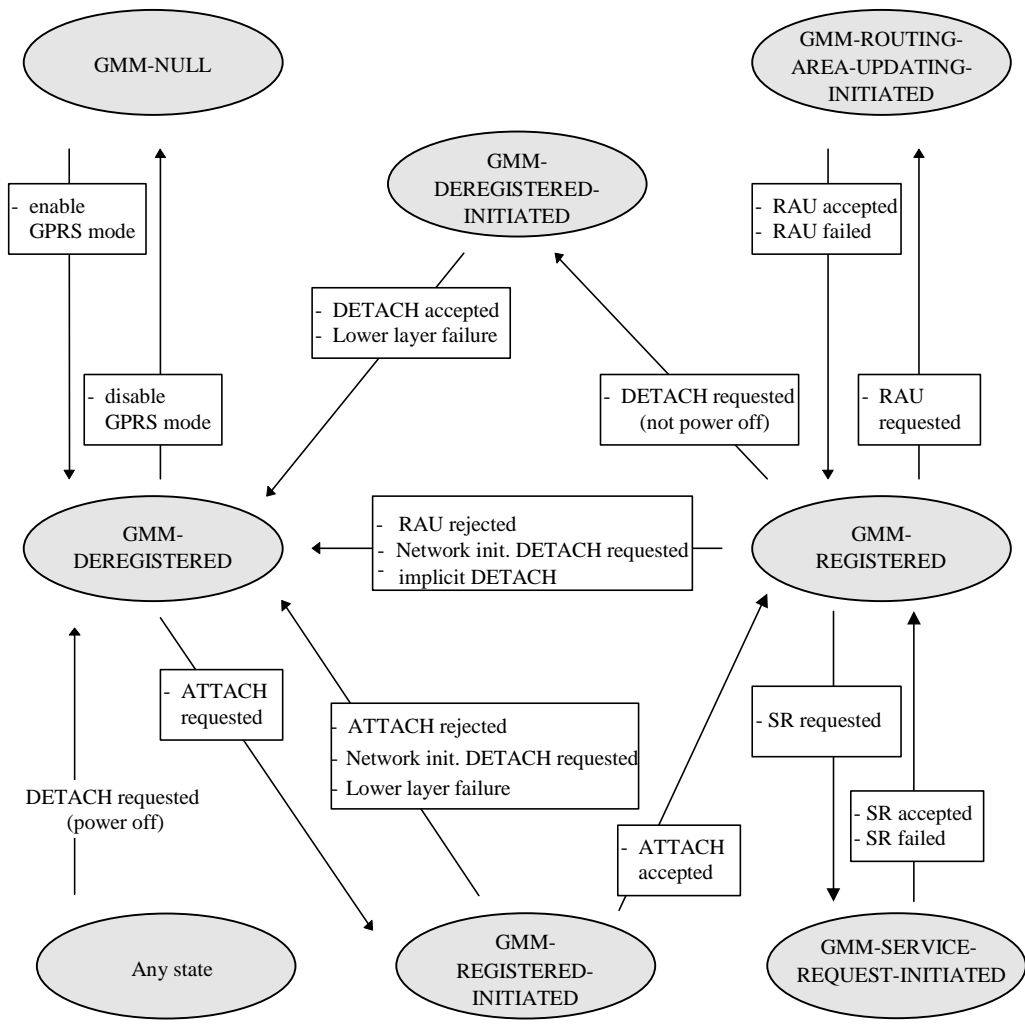 GMM-NULL
GMM-ROUTING-
AREA-UPDATING-
INITIATED
GMM-
DEREGISTERED-
INITIATED
- enable
GPRS mode
- RAU accepted
- RAU failed
- DETACH accepted
- Lower layer failure
- disable
GPRS mode
- DETACH requested
(not power off)
- RAU
requested
GMM-
DEREGISTERED
- RAU rejected
- Network init. DETACH requested
- implicit DETACH
GMM-
REGISTERED
- ATTACH
requested
- ATTACH rejected
- Network init. DETACH requested
- Lower layer failure
- SR requested
DETACH requested
(power off)
- ATTACH
accepted
- SR accepted
- SR failed
Any state
GMM-
REGISTERED-
INITIATED
GMM-SERVICE-
REQUEST-INITIATED